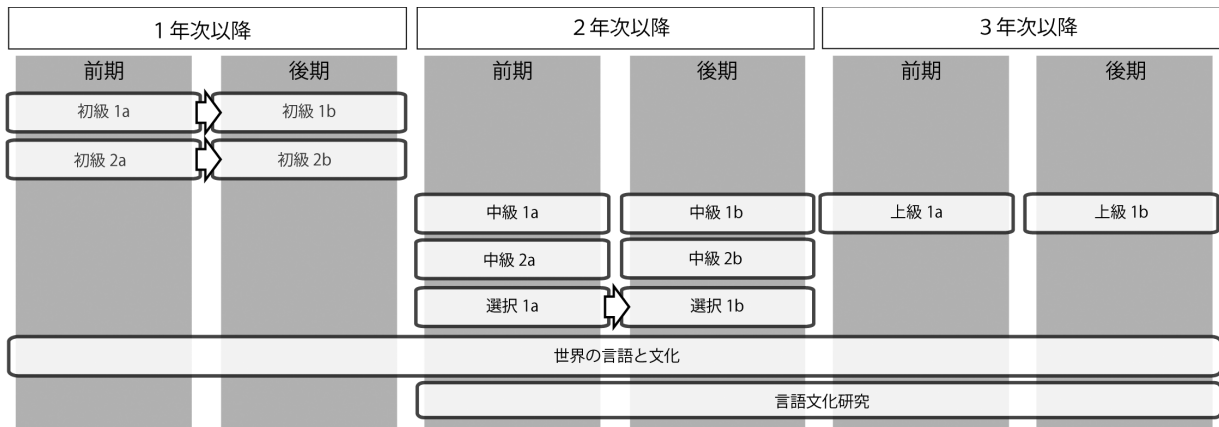 1年次以降
2年次以降
3年次以降
前期
後期
前期
後期
前期
後期
初級 1a
初級 1b
初級 2a
初級 2b
中級 1a
中級 1b
上級 1a
上級 1b
中級 2a
中級 2b
選択 1a
選択 1b
世界の言語と文化
言語文化研究